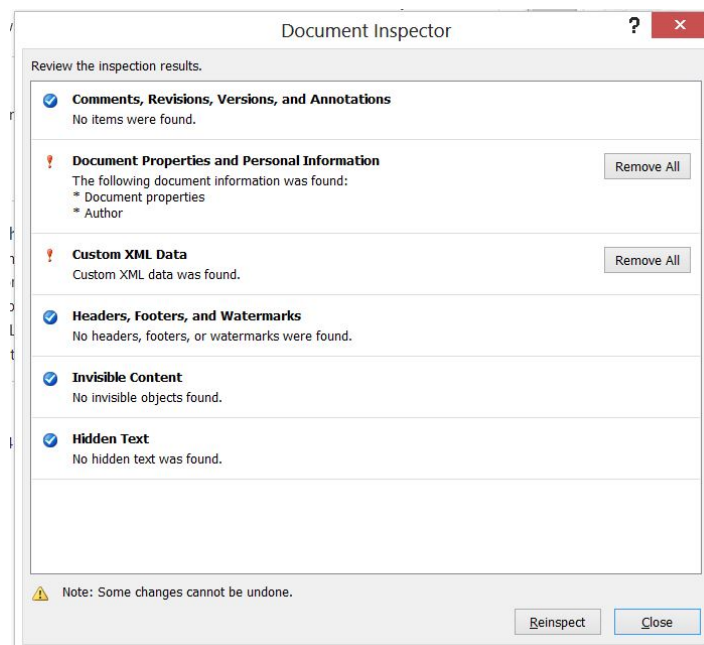 Document Inspector
?
Review the inspection results.
Comments, Revisions, Versions, and Annotations
No items were found.
Document Properties and Personal Information
Remove All
The following document information was found:
* Document properties
* Author
Custom XML Data
Remove All
Custom XML data was found.
Headers, Footers, and Watermarks
No headers, footers, or watermarks were found.
Invisible Content
No invisible objects found.
Hidden Text
No hidden text was found.
Note: Some changes cannot be undone.
Reinspect
Close